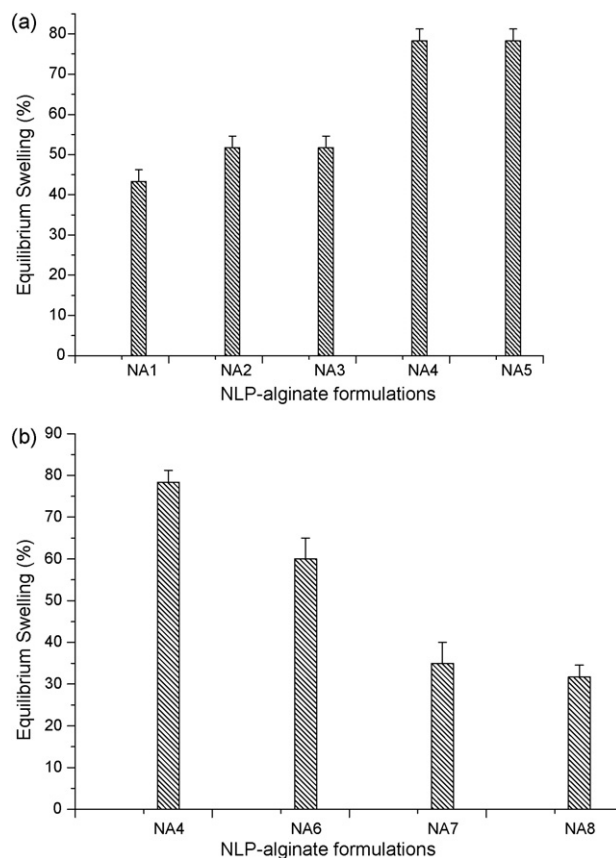 (a)
Equilibrium Swelling (%)
80
70
60
50
40
30
20
10
0
NA1 NA2 NA3 NA4 NA5
NLP-alginate formulations
(b)
Equilibrium Swelling (%)
90
80
70
60
50
40
30
20
10
0
NA4 NA6 NA7 NA8
NLP-alginate formulations